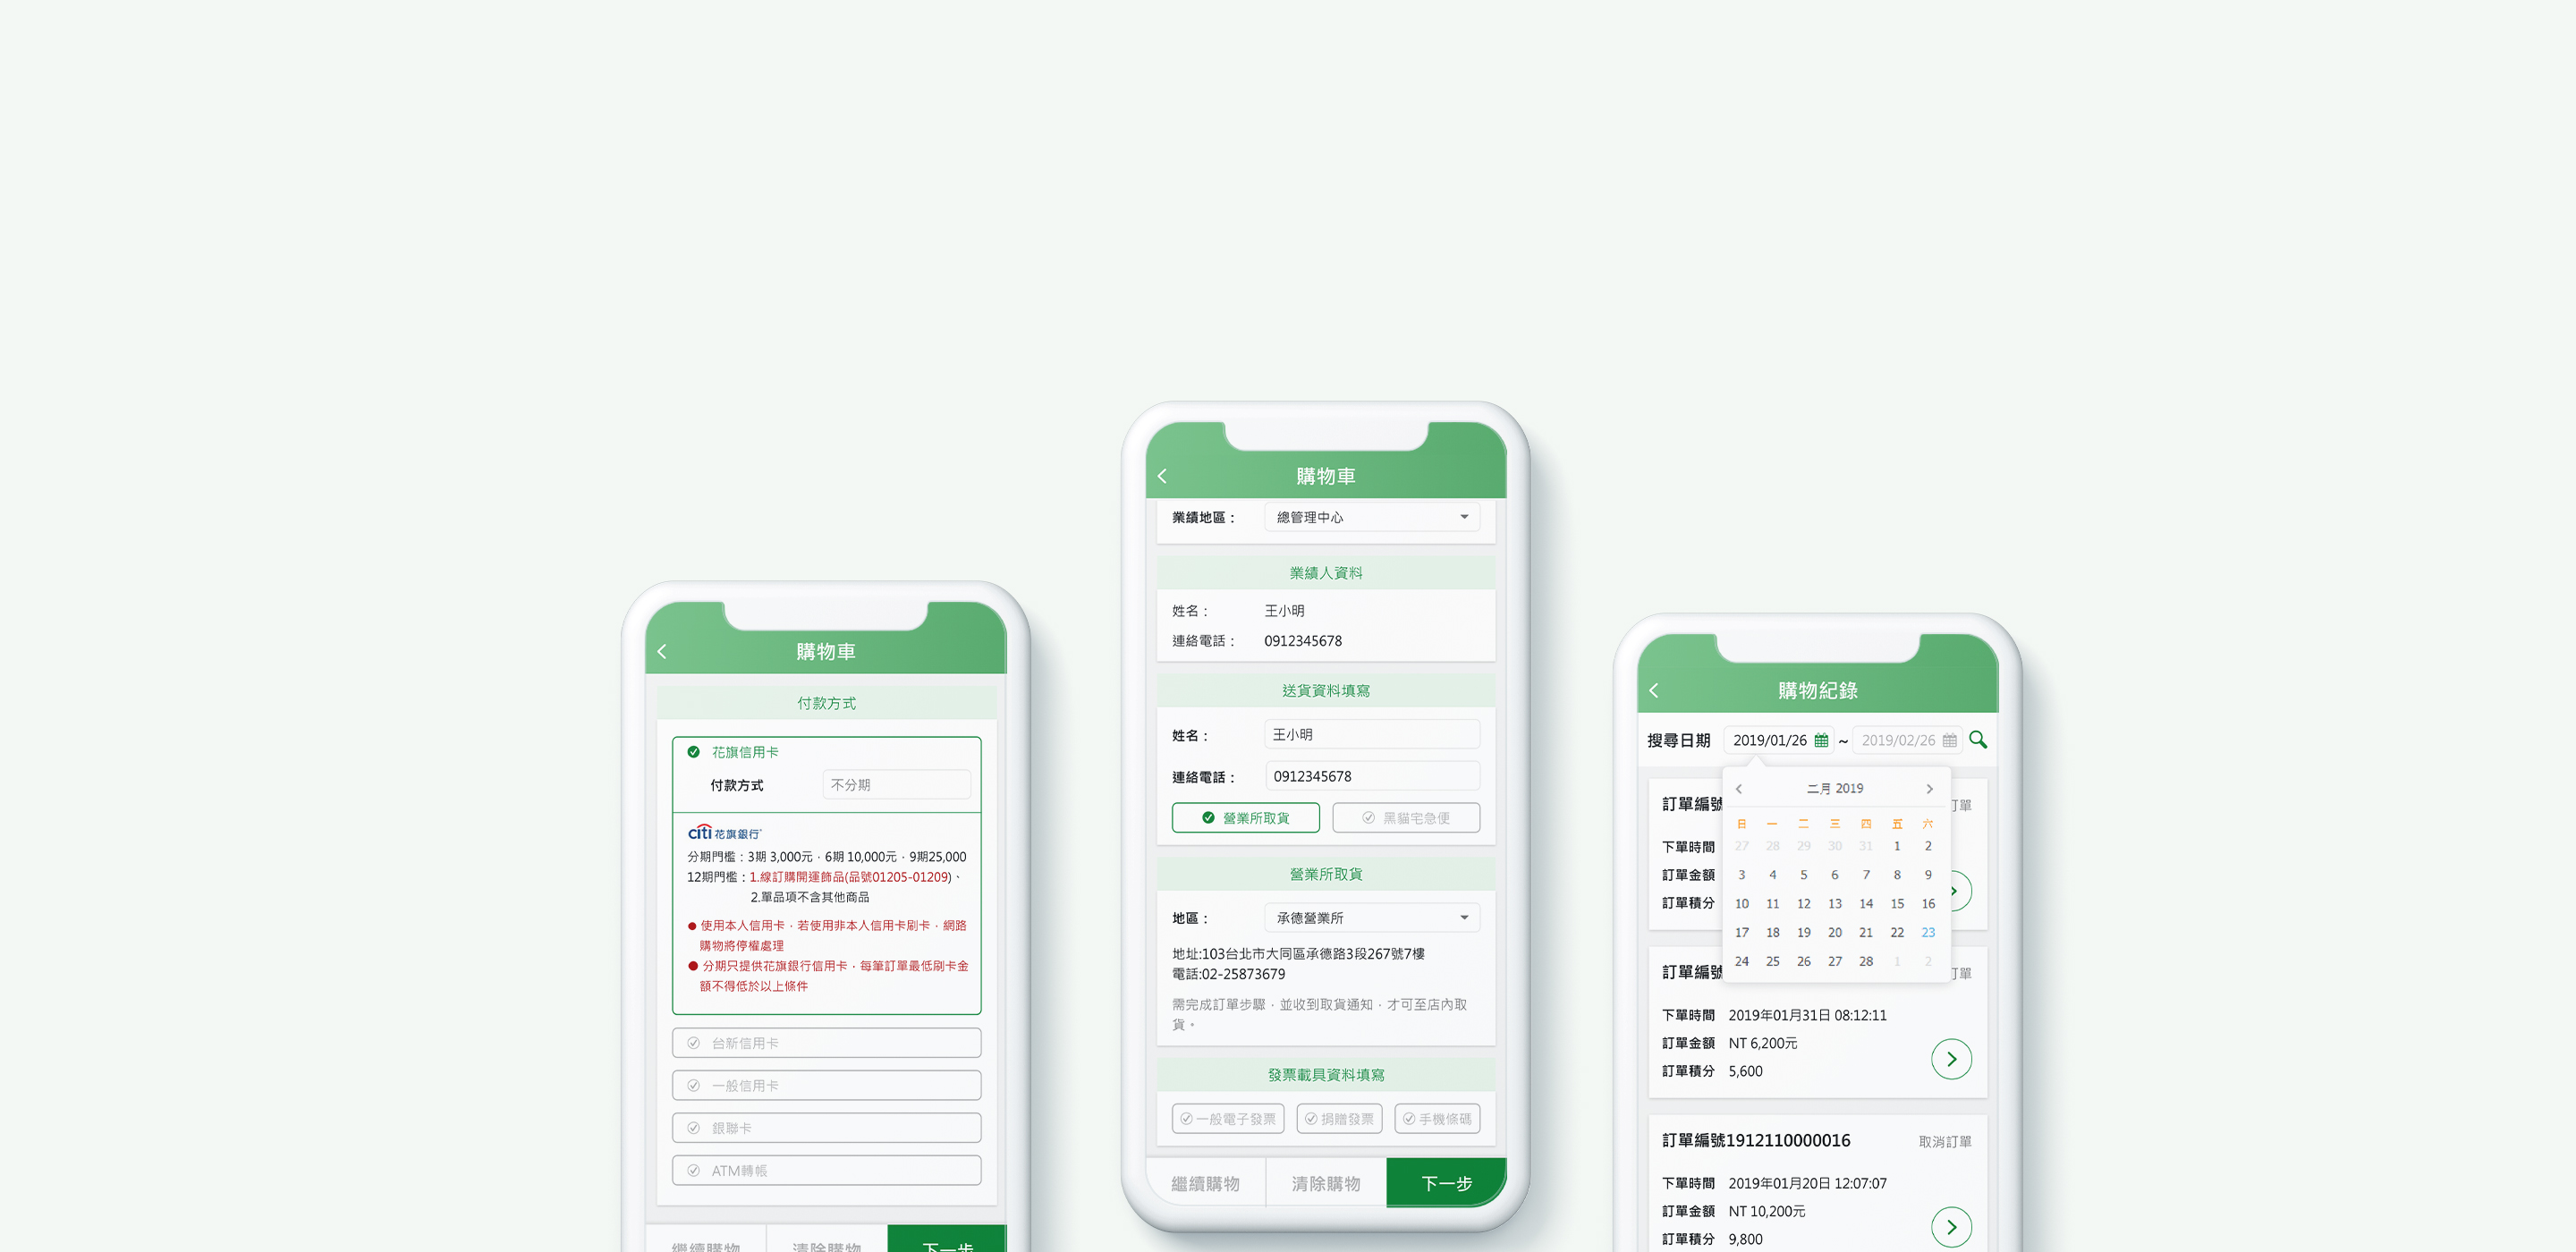 購物車
付款方式
花旗信用卡
付款方式 不分期
citi 花旗銀行
分期門檻：3期 3,000元，6期 10,000元，9期25,000
12期門檻：1.線訂購開運飾品(品號01205-01209)、
2.單品項不含其他商品
● 使用本人信用卡，若使用非本人信用卡刷卡，網路
購物將停權處理
● 分期只提供花旗銀行信用卡，每筆訂單最低刷卡金
額不得低於以上條件
台新信用卡
一般信用卡
銀聯卡
ATM轉帳
繼續購物 清除購物 下一步
購物車
業績地區： 總管理中心
業績人資料
姓名： 王小明
連絡電話： 0912345678
送貨資料填寫
姓名： 王小明
連絡電話： 0912345678
營業所取貨 黑貓宅急便
營業所取貨
地區： 承德營業所
地址:103台北市大同區承德路3段267號7樓
電話:02-25873679
需完成訂單步驟，並收到取貨通知，才可至店內取
貨。
發票載具資料填寫
一般電子發票 捐贈發票 手機條碼
繼續購物 清除購物 下一步
購物紀錄
搜尋日期 2019/01/26 ~ 2019/02/26
二月 2019
日 一 二 三 四 五 六
27 28 29 30 31 1 2
3 4 5 6 7 8 9
10 11 12 13 14 15 16
17 18 19 20 21 22 23
24 25 26 27 28 1 2
訂單編號 訂單
下單時間
訂單金額
訂單積分
訂單編號 訂單
下單時間 2019年01月31日 08:12:11
訂單金額 NT 6,200元
訂單積分 5,600
訂單編號1912110000016 取消訂單
下單時間 2019年01月20日 12:07:07
訂單金額 NT 10,200元
訂單積分 9,800